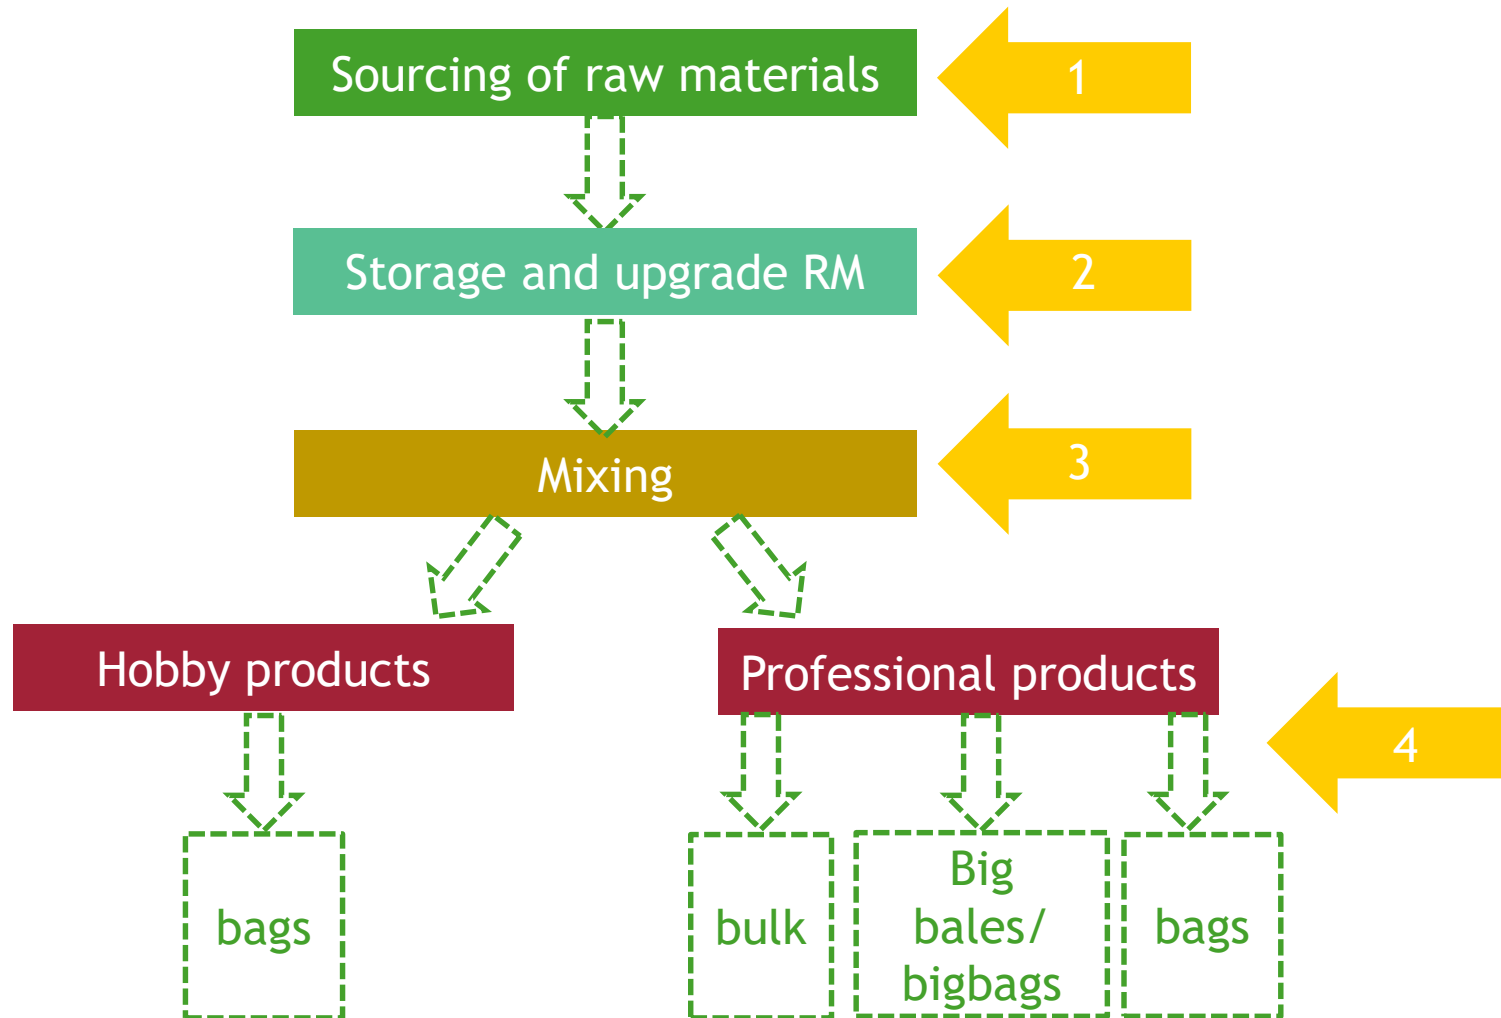 Sourcing of raw materials
1
Storage and upgrade RM
2
Mixing
3
Hobby products
Professional products
4
bags
bulk
Big
bales/
bigbags
bags